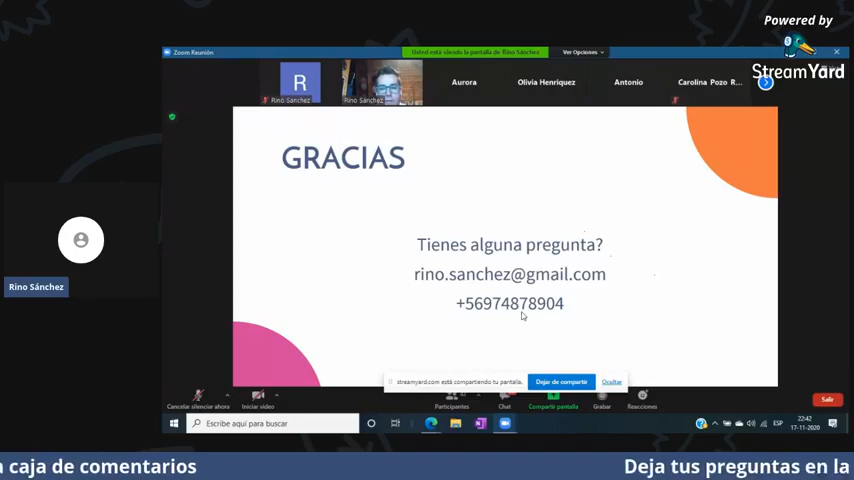 Powered by
StreamYard
Zoom Reunión
Usted está viendo la pantalla de Rino Sánchez
Ver Opciones
R
Rino Sánchez
Rino Sánchez
Aurora
Olivia Henriquez
Antonio
Carolina Pozo R...
GRACIAS
Tienes alguna pregunta?
rino.sanchez@gmail.com
+56974878904
Rino Sánchez
streamyard.com está compartiendo tu pantalla.
Dejar de compartir
Ocultar
Cancelar silenciar ahora
Iniciar video
Participantes
Chat
Compartir pantalla
Grabar
Reacciones
Salir
Escribe aquí para buscar
ESP
22:42
17-11-2020
a caja de comentarios
Deja tus preguntas en la